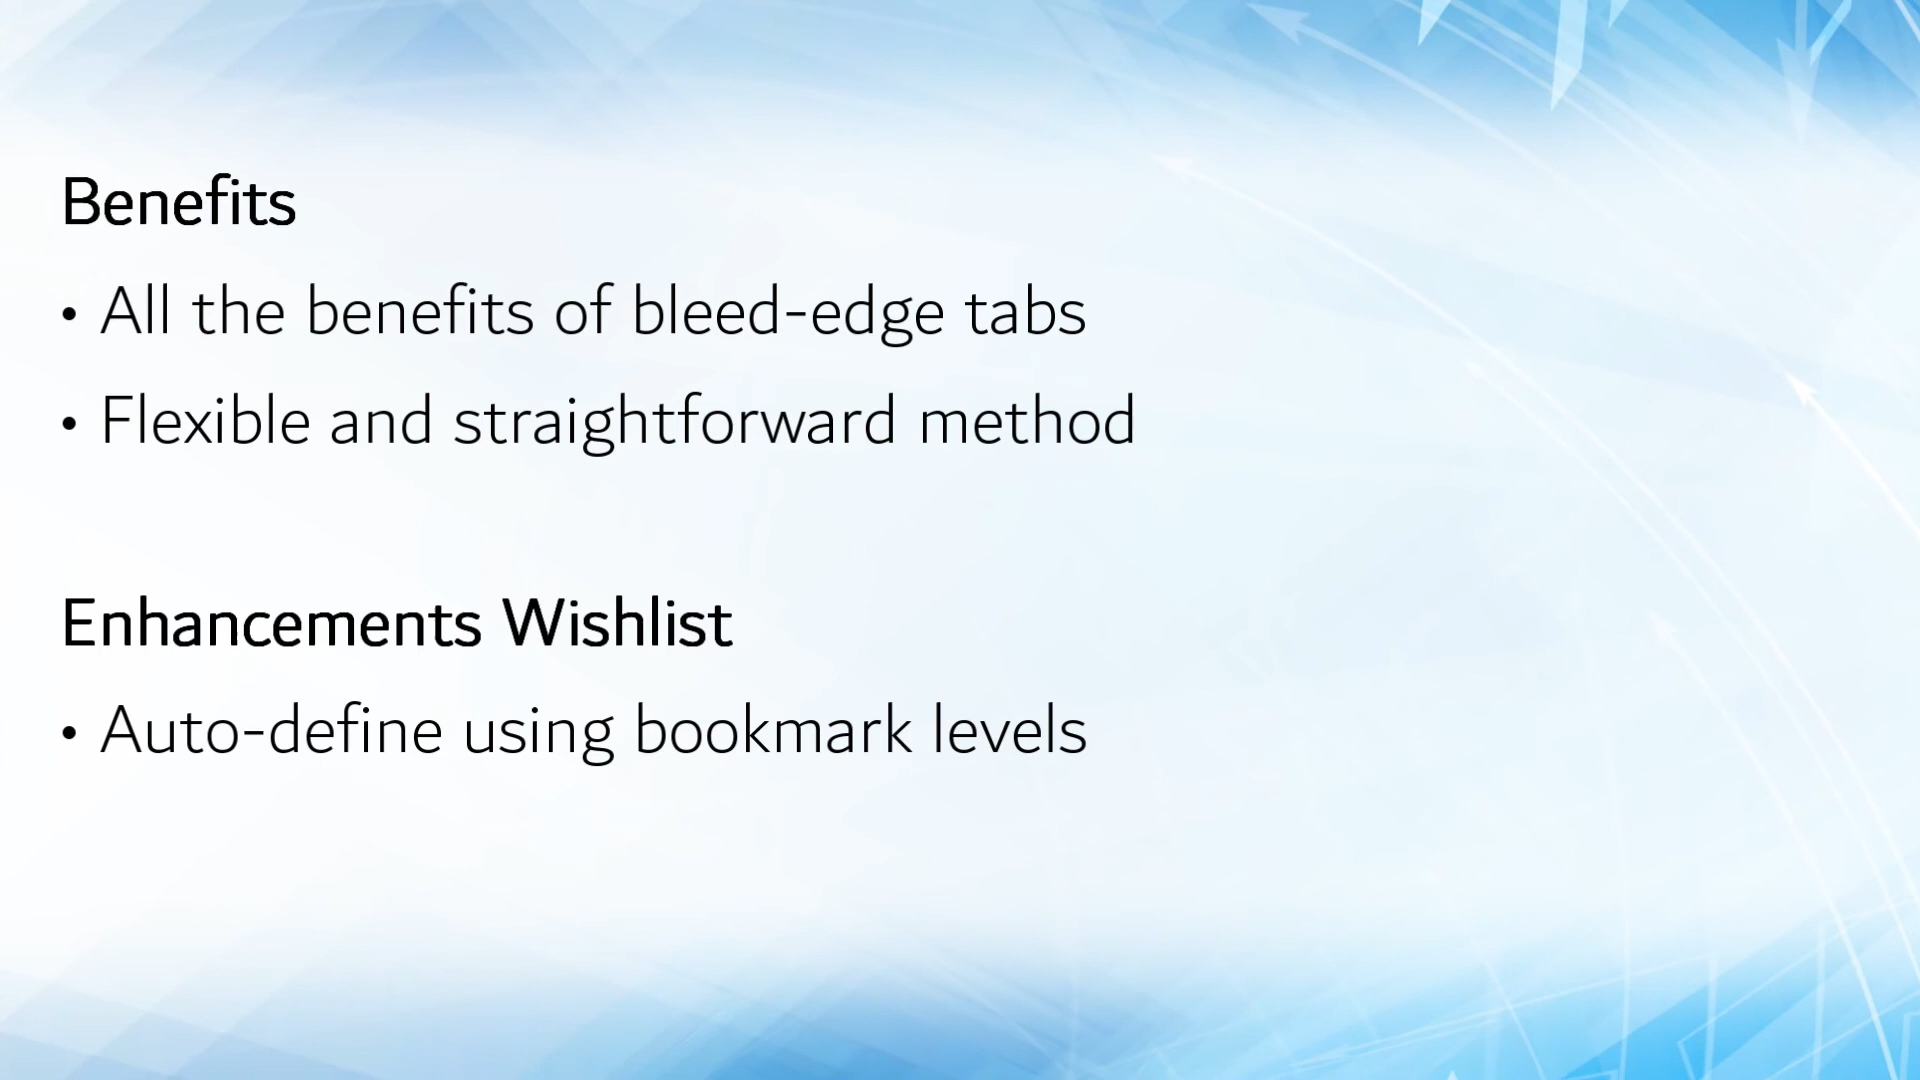 Benefits
• All the benefits of bleed-edge tabs
• Flexible and straightforward method
Enhancements Wishlist
• Auto-define using bookmark levels